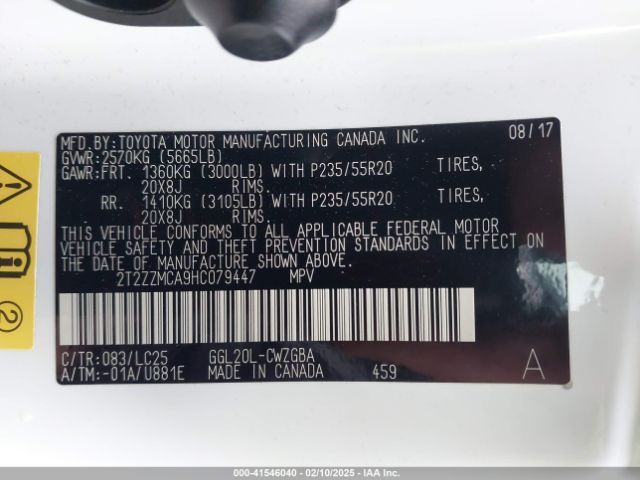 MFD.BY:TOYOTA MOTOR MANUFACTURING CANADA INC. 08/17
GVWR:2570KG (5665LB)
GAWR:FRT. 1360KG (3000LB) WITH P235/55R20 TIRES,
20X8J RIMS.
RR. 1410KG (3105LB) WITH P235/55R20 TIRES,
20X8J RIMS.
THIS VEHICLE CONFORMS TO ALL APPLICABLE FEDERAL MOTOR
VEHICLE SAFETY AND THEFT PREVENTION STANDARDS IN EFFECT ON
THE DATE OF MANUFACTURE SHOWN ABOVE.
2T2ZZMCA9HC079447 MPV
C/TR:083/LC25 GGL20L-CWZGBA
A/TM:-01A/U881E MADE IN CANADA 459 A
2
000-41546040 - 02/10/2025 - IAA Inc.